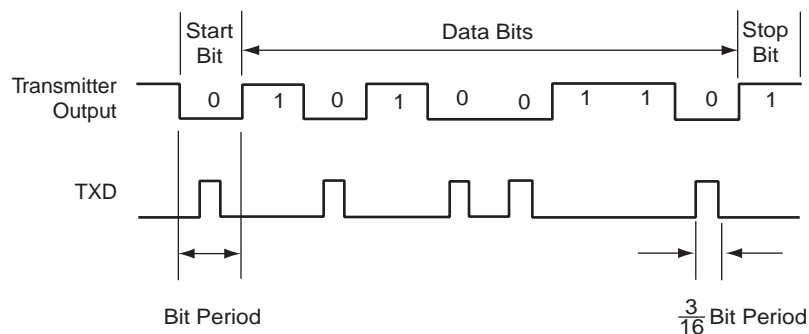 Start
Bit
Data Bits
Stop
Bit
Transmitter
Output
0 1 0 1 0 0 1 1 0 1
TXD
Bit Period
3/16 Bit Period